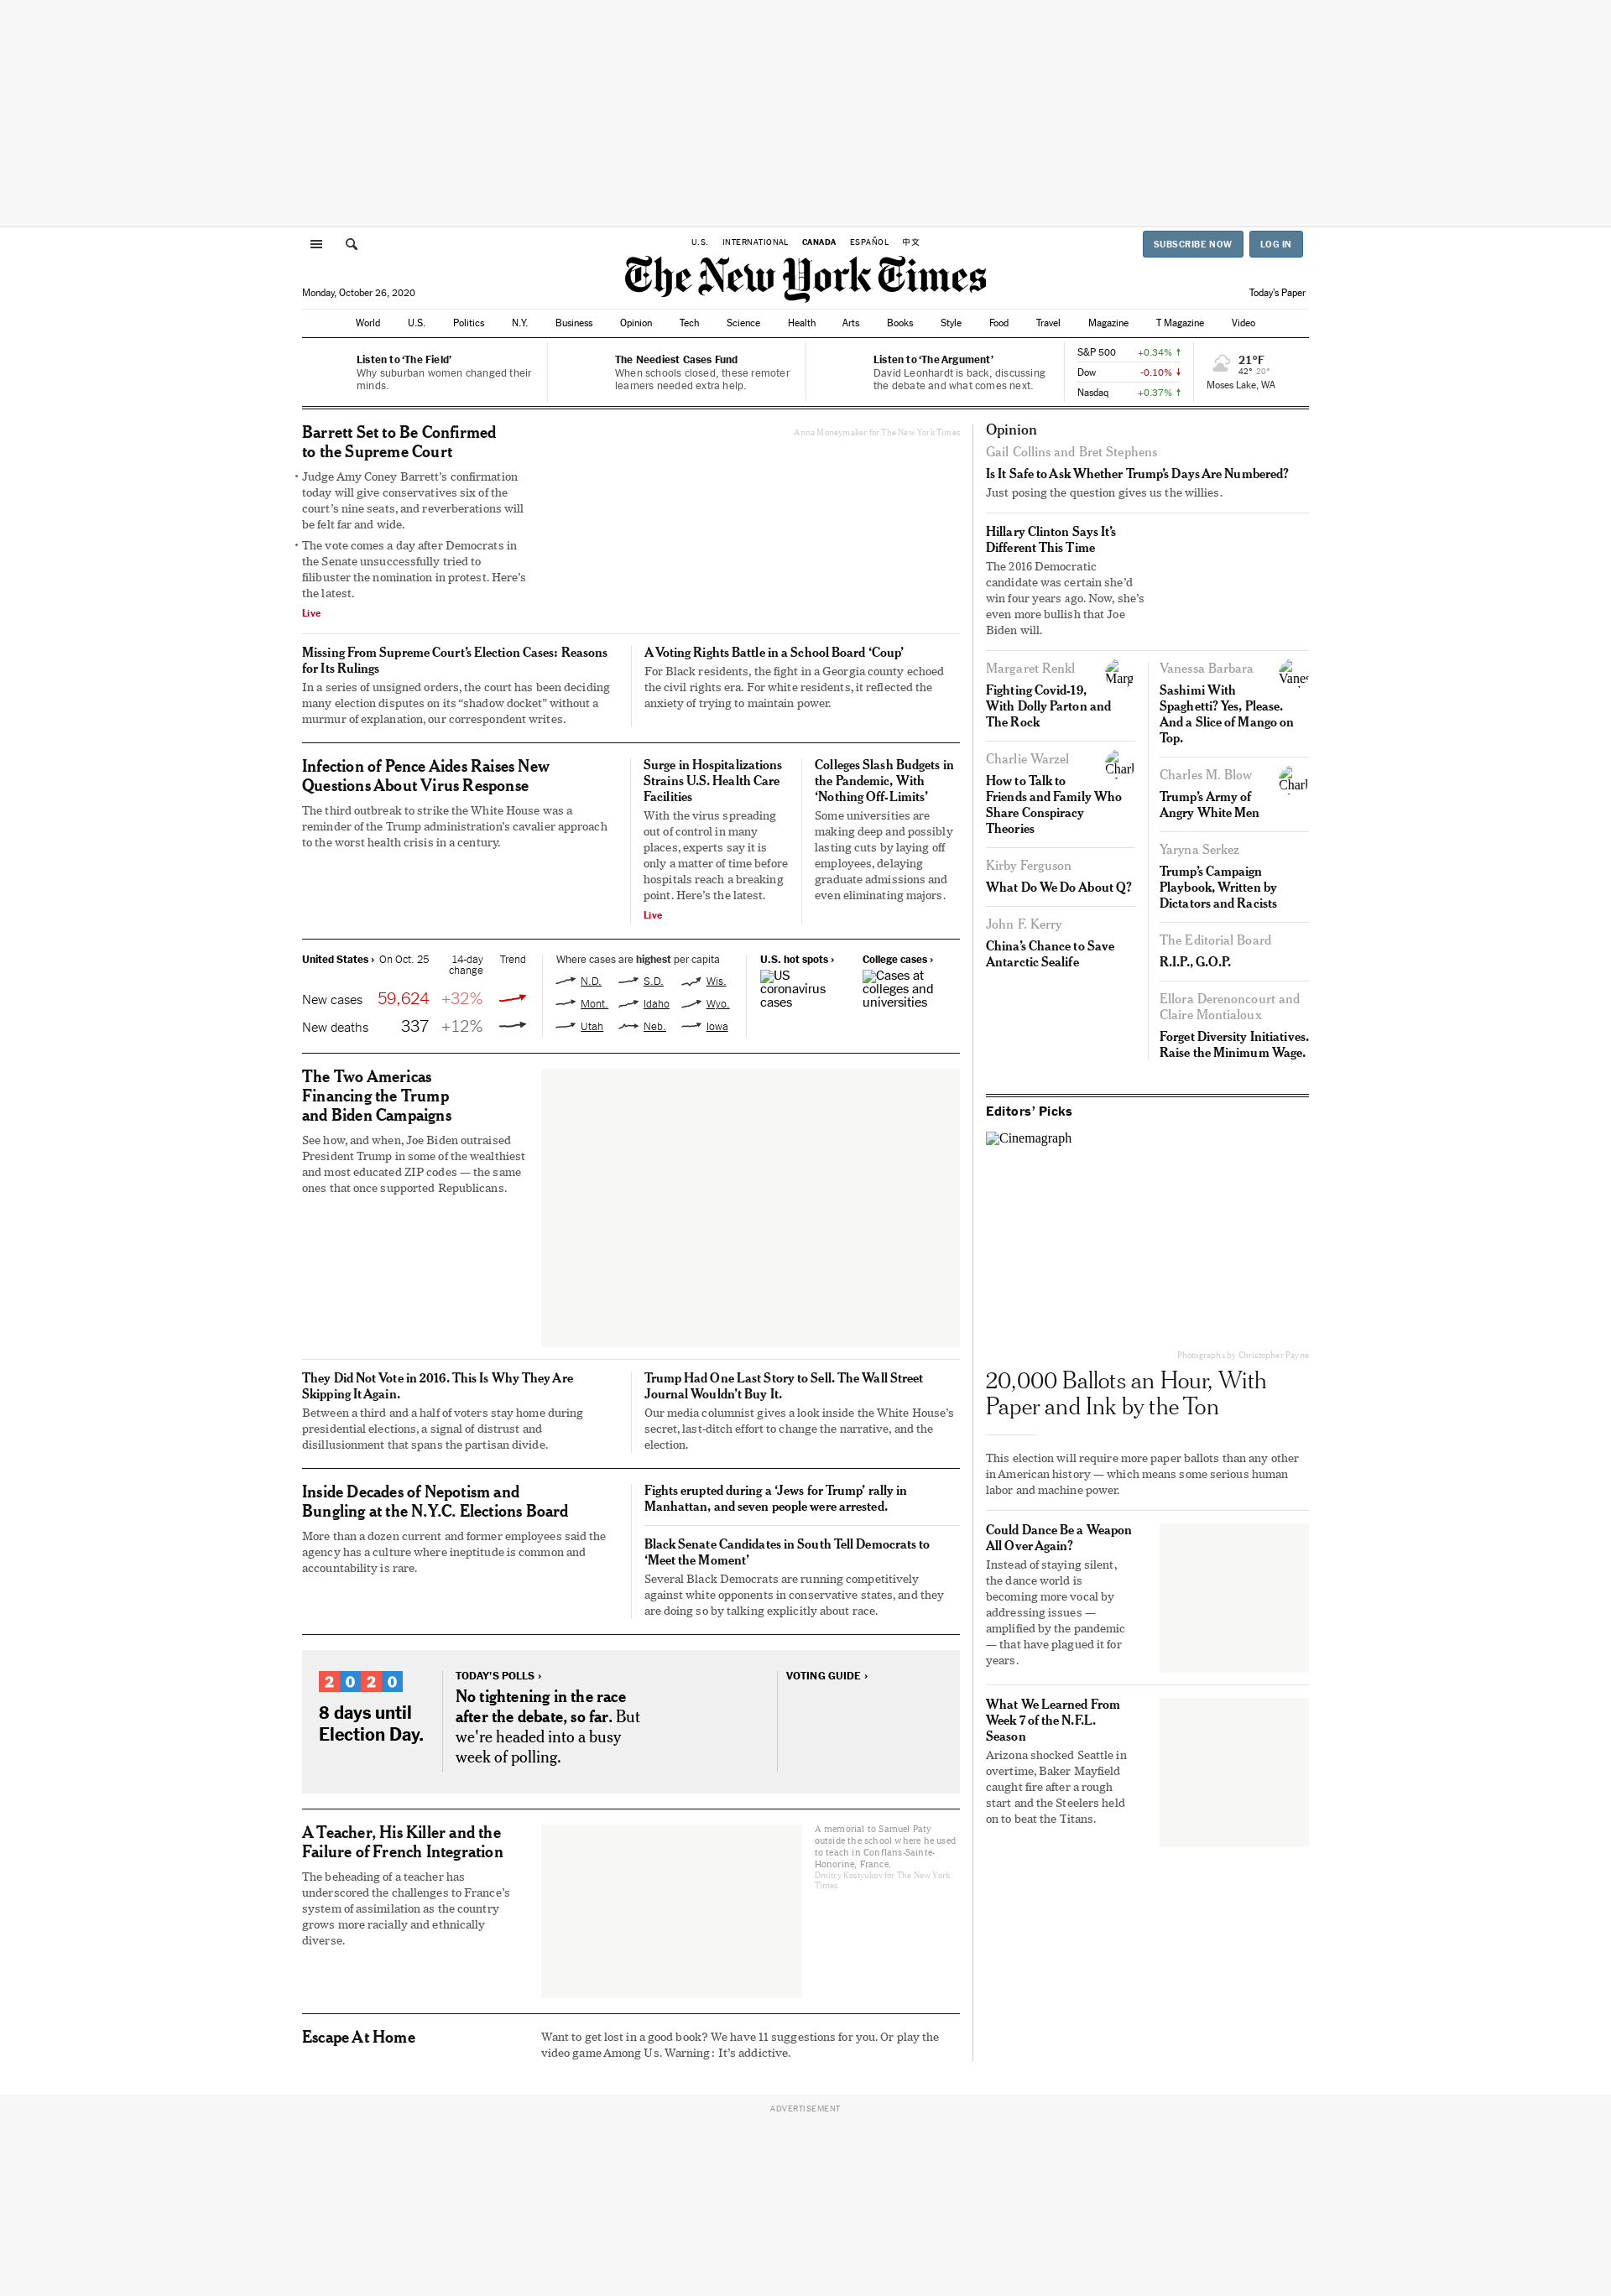 U.S. INTERNATIONAL CANADA ESPAÑOL 中文
SUBSCRIBE NOW LOG IN
The New York Times
Monday, October 26, 2020
Today's Paper
World U.S. Politics N.Y. Business Opinion Tech Science Health Arts Books Style Food Travel Magazine T Magazine Video
Listen to ‘The Field’
Why suburban women changed their
minds.
The Neediest Cases Fund
When schools closed, these remoter
learners needed extra help.
Listen to ‘The Argument’
David Leonhardt is back, discussing
the debate and what comes next.
S&P 500 +0.34% ↑
Dow -0.10% ↓
Nasdaq +0.37% ↑
21°F
42° 20°
Moses Lake, WA
Barrett Set to Be Confirmed
to the Supreme Court
• Judge Amy Coney Barrett’s confirmation
today will give conservatives six of the
court’s nine seats, and reverberations will
be felt far and wide.
• The vote comes a day after Democrats in
the Senate unsuccessfully tried to
filibuster the nomination in protest. Here’s
the latest.
Live
Anna Moneymaker for The New York Times
Missing From Supreme Court’s Election Cases: Reasons
for Its Rulings
In a series of unsigned orders, the court has been deciding
many election disputes on its “shadow docket” without a
murmur of explanation, our correspondent writes.
A Voting Rights Battle in a School Board ‘Coup’
For Black residents, the fight in a Georgia county echoed
the civil rights era. For white residents, it reflected the
anxiety of trying to maintain power.
Infection of Pence Aides Raises New
Questions About Virus Response
The third outbreak to strike the White House was a
reminder of the Trump administration’s cavalier approach
to the worst health crisis in a century.
Surge in Hospitalizations
Strains U.S. Health Care
Facilities
With the virus spreading
out of control in many
places, experts say it is
only a matter of time before
hospitals reach a breaking
point. Here’s the latest.
Live
Colleges Slash Budgets in
the Pandemic, With
‘Nothing Off-Limits’
Some universities are
making deep and possibly
lasting cuts by laying off
employees, delaying
graduate admissions and
even eliminating majors.
United States › On Oct. 25 14-day
change Trend
New cases 59,624 +32%
New deaths 337 +12%
Where cases are highest per capita
N.D. S.D. Wis.
Mont. Idaho Wyo.
Utah Neb. Iowa
U.S. hot spots ›
US
coronavirus
cases
College cases ›
Cases at
colleges and
universities
The Two Americas
Financing the Trump
and Biden Campaigns
See how, and when, Joe Biden outraised
President Trump in some of the wealthiest
and most educated ZIP codes — the same
ones that once supported Republicans.
They Did Not Vote in 2016. This Is Why They Are
Skipping It Again.
Between a third and a half of voters stay home during
presidential elections, a signal of distrust and
disillusionment that spans the partisan divide.
Trump Had One Last Story to Sell. The Wall Street
Journal Wouldn’t Buy It.
Our media columnist gives a look inside the White House’s
secret, last-ditch effort to change the narrative, and the
election.
Inside Decades of Nepotism and
Bungling at the N.Y.C. Elections Board
More than a dozen current and former employees said the
agency has a culture where ineptitude is common and
accountability is rare.
Fights erupted during a ‘Jews for Trump’ rally in
Manhattan, and seven people were arrested.
Black Senate Candidates in South Tell Democrats to
‘Meet the Moment’
Several Black Democrats are running competitively
against white opponents in conservative states, and they
are doing so by talking explicitly about race.
2020
8 days until
Election Day.
TODAY’S POLLS ›
No tightening in the race
after the debate, so far. But
we're headed into a busy
week of polling.
VOTING GUIDE ›
A Teacher, His Killer and the
Failure of French Integration
The beheading of a teacher has
underscored the challenges to France’s
system of assimilation as the country
grows more racially and ethnically
diverse.
A memorial to Samuel Paty
outside the school where he used
to teach in Conflans-Sainte-
Honorine, France.
Dmitry Kostyukov for The New York
Times
Escape At Home
Want to get lost in a good book? We have 11 suggestions for you. Or play the
video game Among Us. Warning: It’s addictive.
Opinion
Gail Collins and Bret Stephens
Is It Safe to Ask Whether Trump’s Days Are Numbered?
Just posing the question gives us the willies.
Hillary Clinton Says It’s
Different This Time
The 2016 Democratic
candidate was certain she’d
win four years ago. Now, she’s
even more bullish that Joe
Biden will.
Margaret Renkl
Marg
Fighting Covid-19,
With Dolly Parton and
The Rock
Charlie Warzel
Charl
How to Talk to
Friends and Family Who
Share Conspiracy
Theories
Kirby Ferguson
What Do We Do About Q?
John F. Kerry
China’s Chance to Save
Antarctic Sealife
Vanessa Barbara
Vanes
Sashimi With
Spaghetti? Yes, Please.
And a Slice of Mango on
Top.
Charles M. Blow
Charl
Trump’s Army of
Angry White Men
Yaryna Serkez
Trump’s Campaign
Playbook, Written by
Dictators and Racists
The Editorial Board
R.I.P., G.O.P.
Ellora Derenoncourt and
Claire Montialoux
Forget Diversity Initiatives.
Raise the Minimum Wage.
Editors’ Picks
Cinemagraph
Photographs by Christopher Payne
20,000 Ballots an Hour, With
Paper and Ink by the Ton
This election will require more paper ballots than any other
in American history — which means some serious human
labor and machine power.
Could Dance Be a Weapon
All Over Again?
Instead of staying silent,
the dance world is
becoming more vocal by
addressing issues —
amplified by the pandemic
— that have plagued it for
years.
What We Learned From
Week 7 of the N.F.L.
Season
Arizona shocked Seattle in
overtime, Baker Mayfield
caught fire after a rough
start and the Steelers held
on to beat the Titans.
ADVERTISEMENT